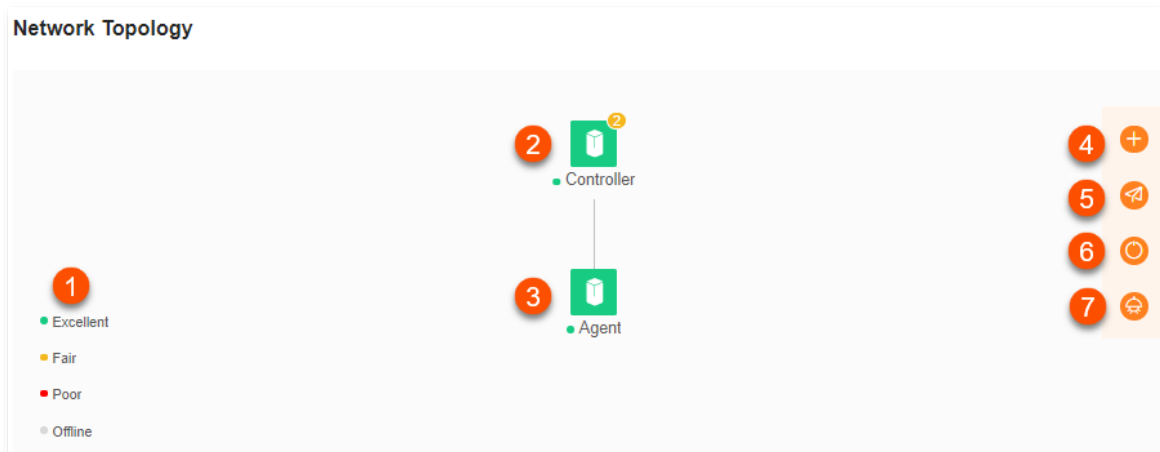 Network Topology
2
2
Controller
4
5
6
7
3
Agent
1
Excellent
Fair
Poor
Offline